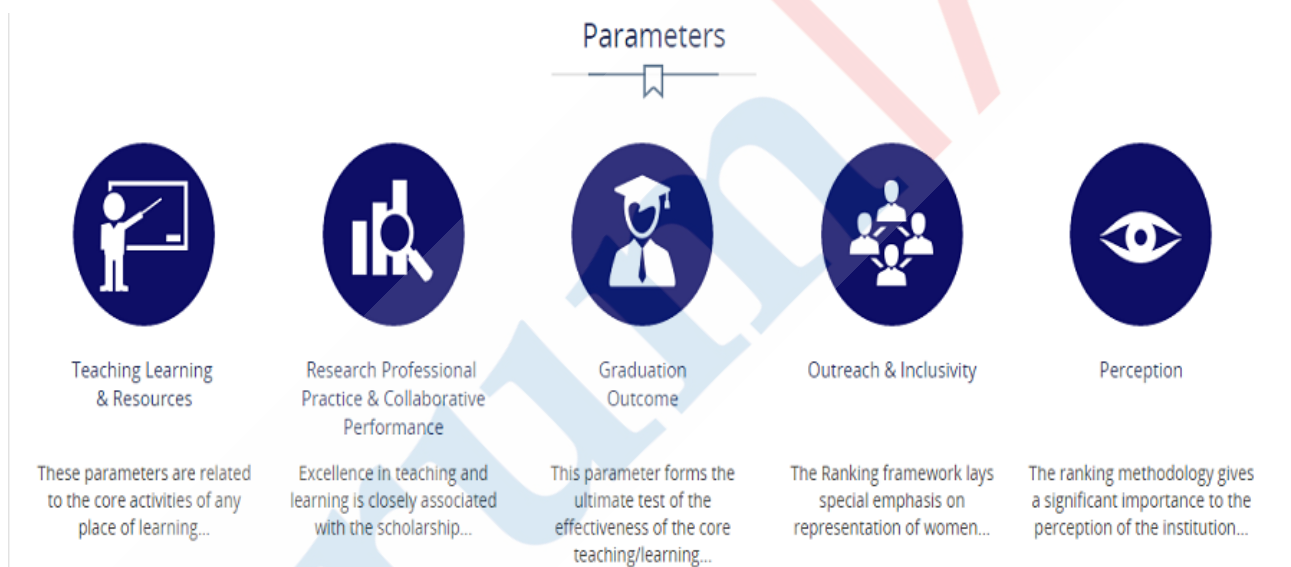 Parameters
Teaching Learning
& Resources
These parameters are related
to the core activities of any
place of learning...
Research Professional
Practice & Collaborative
Performance
Excellence in teaching and
learning is closely associated
with the scholarship...
Graduation
Outcome
This parameter forms the
ultimate test of the
effectiveness of the core
teaching/learning...
Outreach & Inclusivity
The Ranking framework lays
special emphasis on
representation of women...
Perception
The ranking methodology gives
a significant importance to the
perception of the institution...
rum